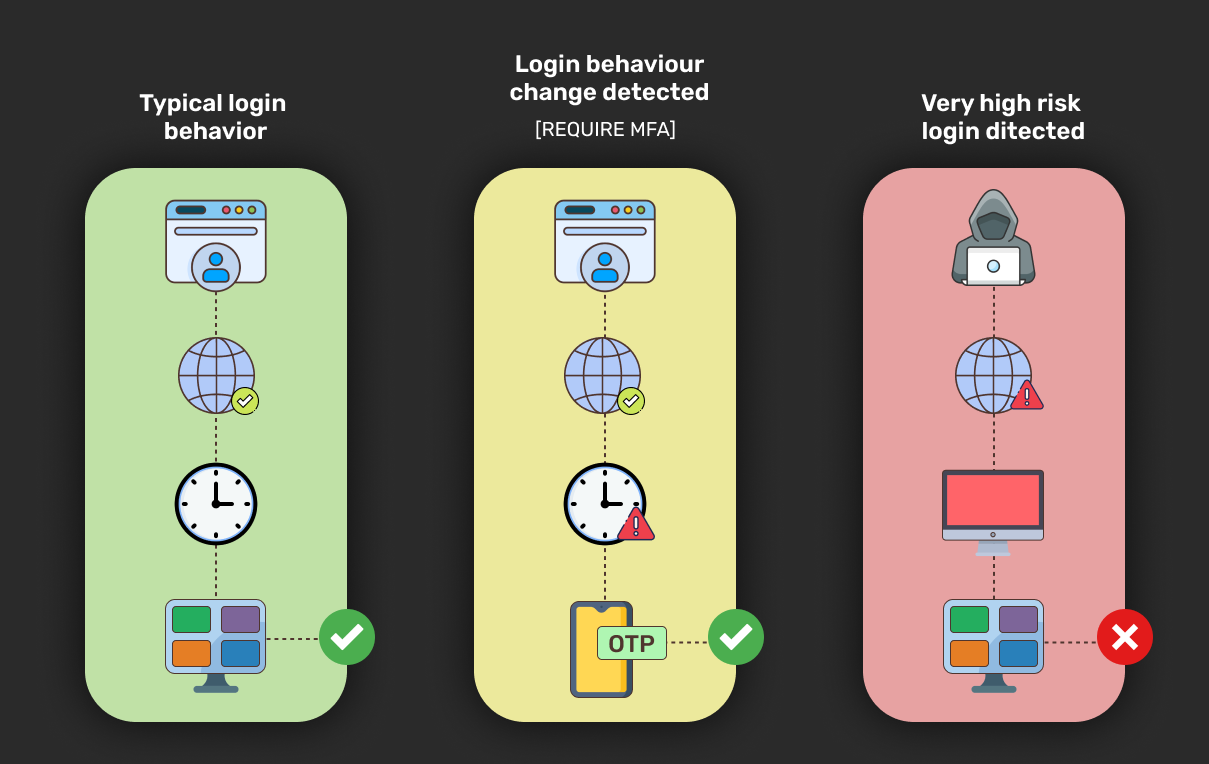 Typical login
behavior
Login behaviour
change detected
[REQUIRE MFA]
Very high risk
login ditected
OTP